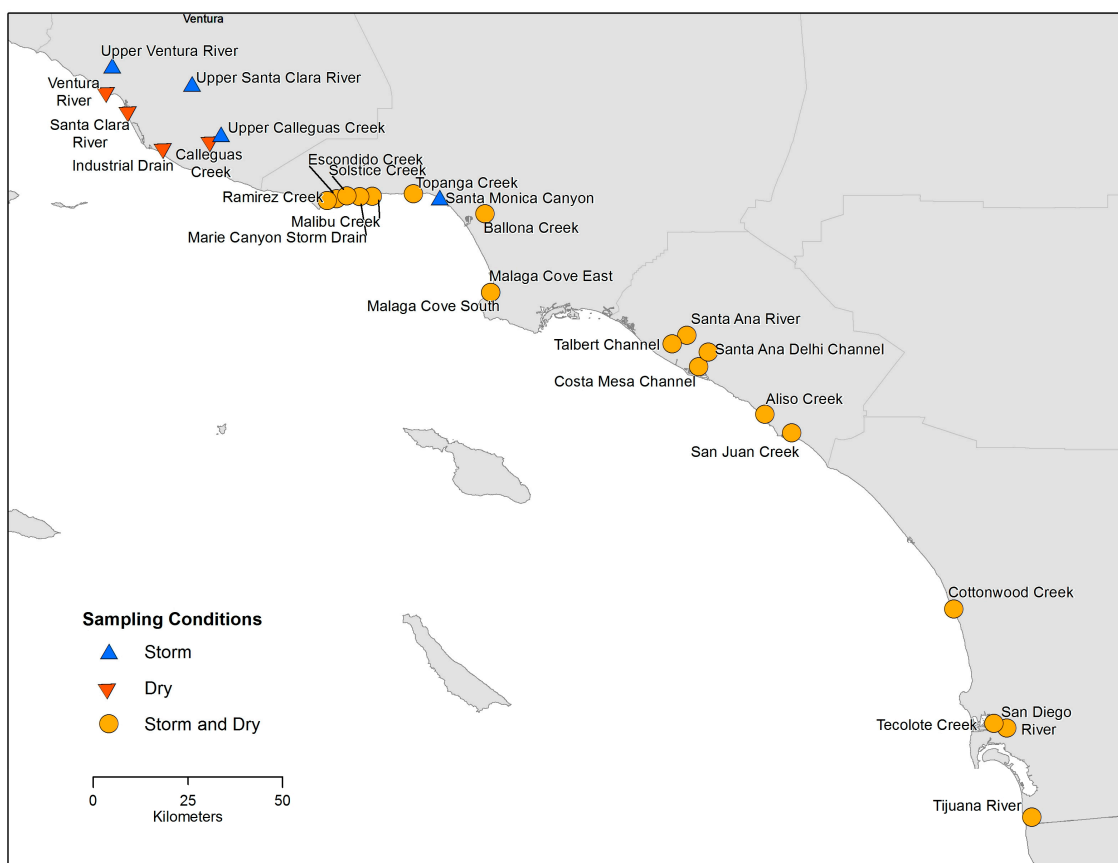 Ventura
Upper Ventura River
Upper Santa Clara River
Ventura
River
Santa Clara
River
Upper Calleguas Creek
Industrial Drain
Calleguas
Creek
Escondido Creek
Solstice Creek
Ramirez Creek
Topanga Creek
Santa Monica Canyon
Malibu Creek
Ballona Creek
Marie Canyon Storm Drain
Malaga Cove East
Malaga Cove South
Santa Ana River
Talbert Channel
Santa Ana Delhi Channel
Costa Mesa Channel
Aliso Creek
San Juan Creek
Cottonwood Creek
San Diego
River
Tecolote Creek
Tijuana River
Sampling Conditions
Storm
Dry
Storm and Dry
0 25 50
Kilometers